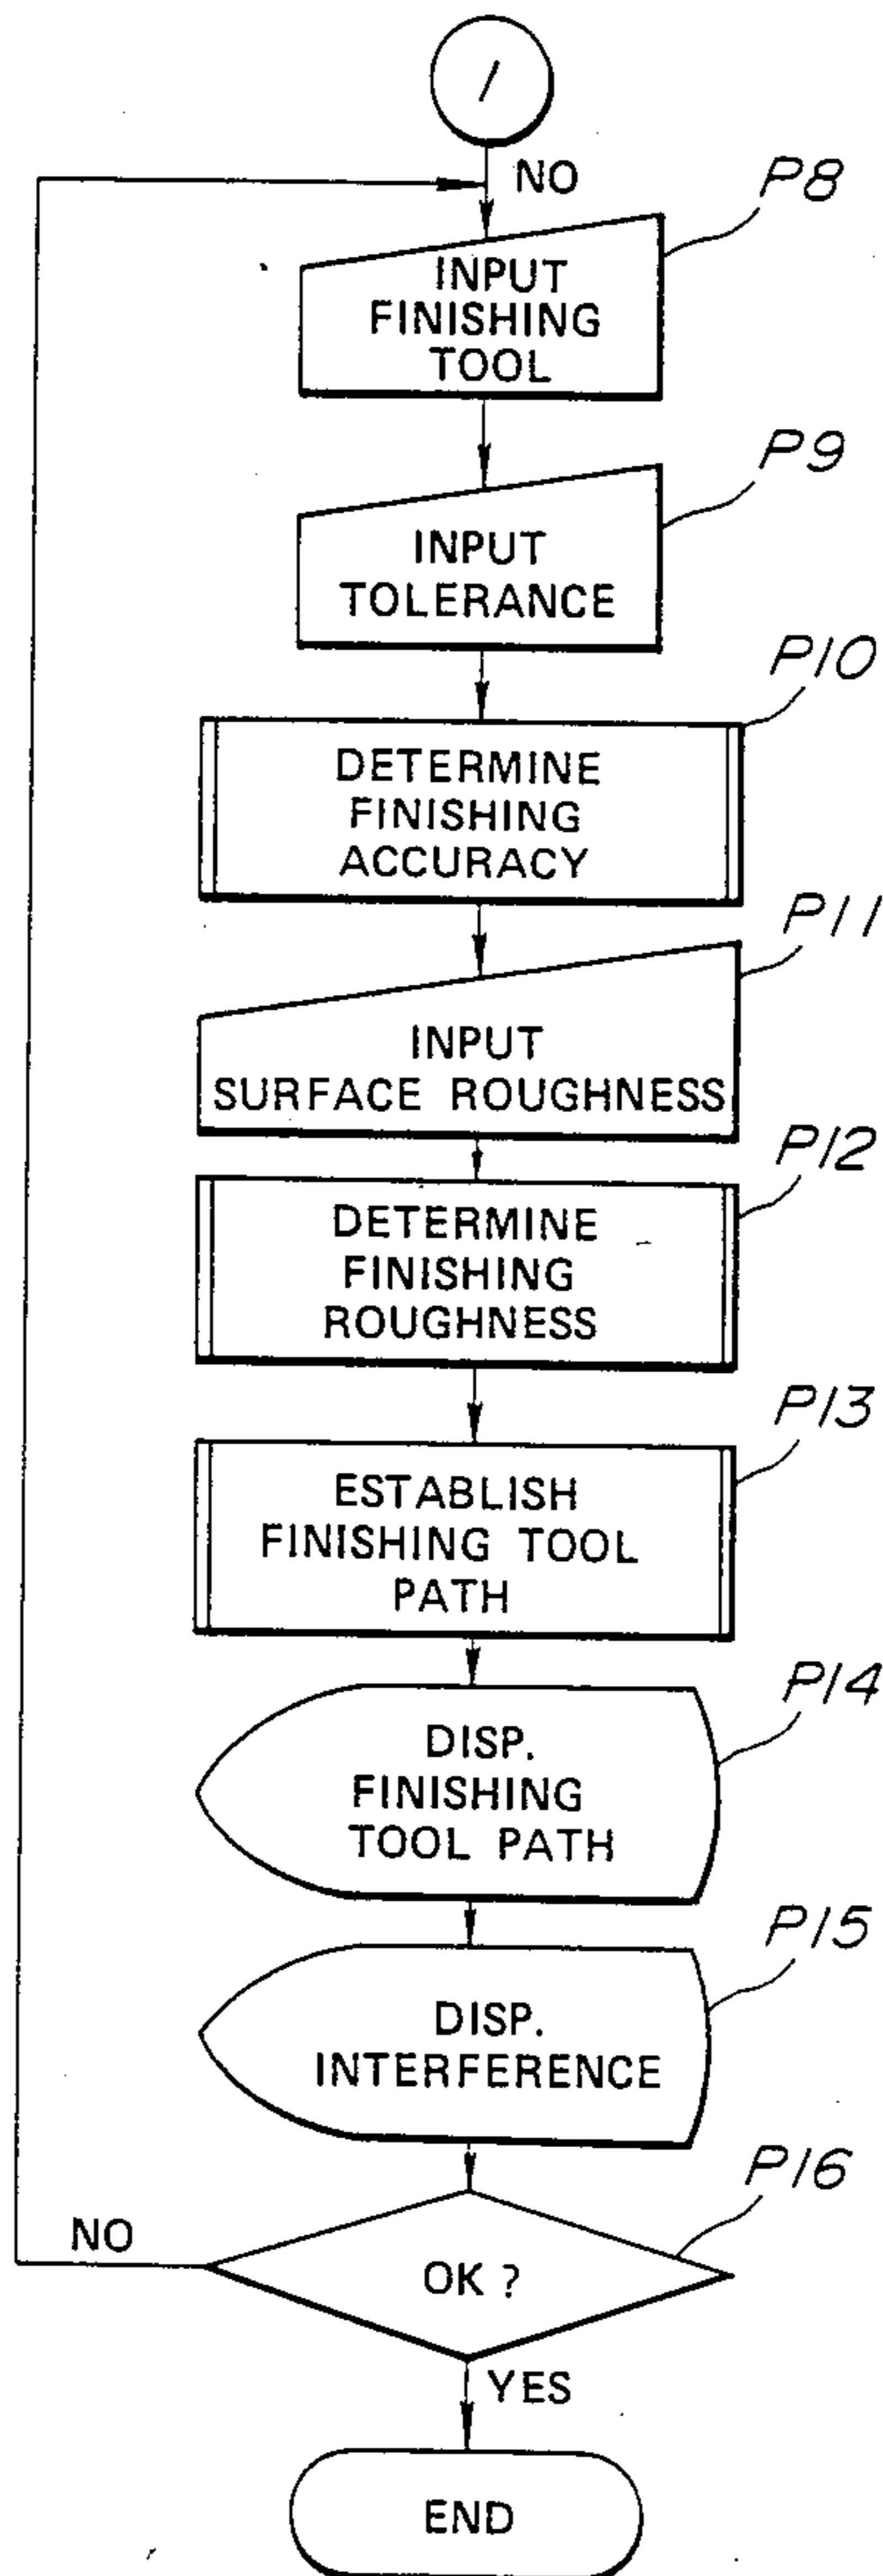 1
NO
P8
INPUT
FINISHING
TOOL
P9
INPUT
TOLERANCE
P10
DETERMINE
FINISHING
ACCURACY
P11
INPUT
SURFACE ROUGHNESS
P12
DETERMINE
FINISHING
ROUGHNESS
P13
ESTABLISH
FINISHING TOOL
PATH
P14
DISP.
FINISHING
TOOL PATH
P15
DISP.
INTERFERENCE
P16
NO
OK ?
YES
END